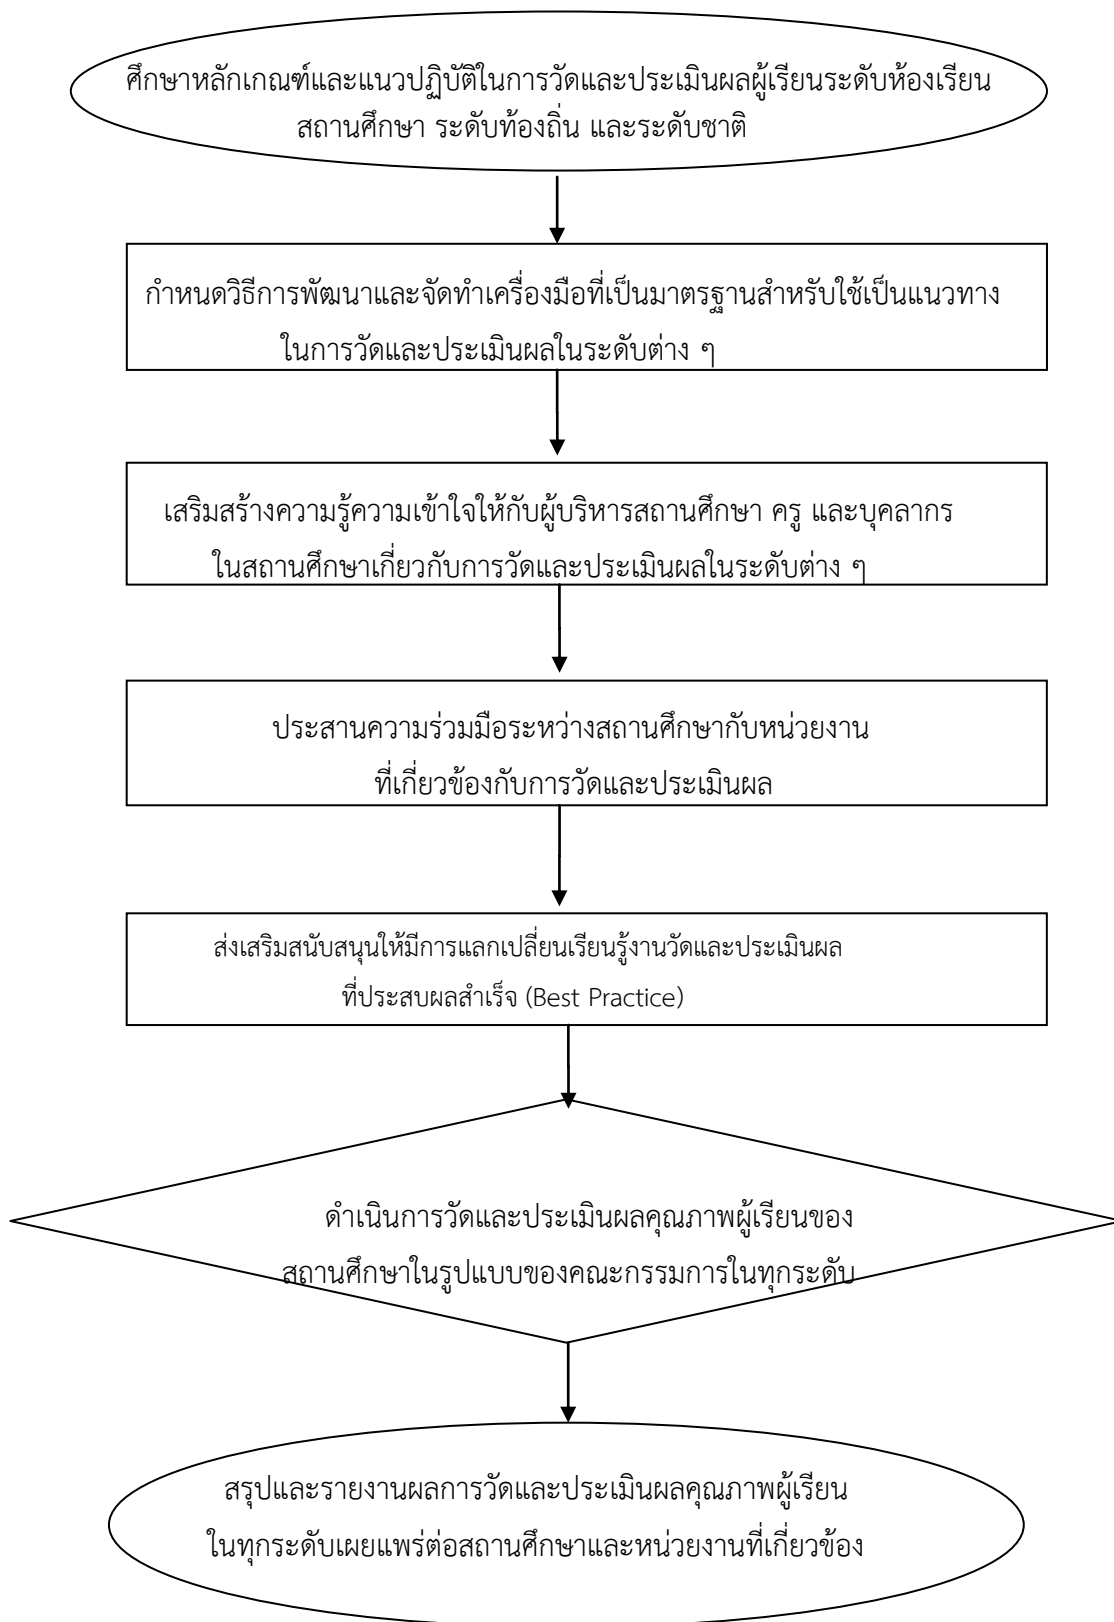 ศึกษาหลักเกณฑ์และแนวปฏิบัติในการวัดและประเมินผลผู้เรียนระดับห้องเรียน
สถานศึกษา ระดับท้องถิ่น และระดับชาติ
กำหนดวิธีการพัฒนาและจัดทำเครื่องมือที่เป็นมาตรฐานสำหรับใช้เป็นแนวทาง
ในการวัดและประเมินผลในระดับต่าง ๆ
เสริมสร้างความรู้ความเข้าใจให้กับผู้บริหารสถานศึกษา ครู และบุคลากร
ในสถานศึกษาเกี่ยวกับการวัดและประเมินผลในระดับต่าง ๆ
ประสานความร่วมมือระหว่างสถานศึกษากับหน่วยงาน
ที่เกี่ยวข้องกับการวัดและประเมินผล
ส่งเสริมสนับสนุนให้มีการแลกเปลี่ยนเรียนรู้งานวัดและประเมินผล
ที่ประสบผลสำเร็จ (Best Practice)
ดำเนินการวัดและประเมินผลคุณภาพผู้เรียนของ
สถานศึกษาในรูปแบบของคณะกรรมการในทุกระดับ
สรุปและรายงานผลการวัดและประเมินผลคุณภาพผู้เรียน
ในทุกระดับเผยแพร่ต่อสถานศึกษาและหน่วยงานที่เกี่ยวข้อง